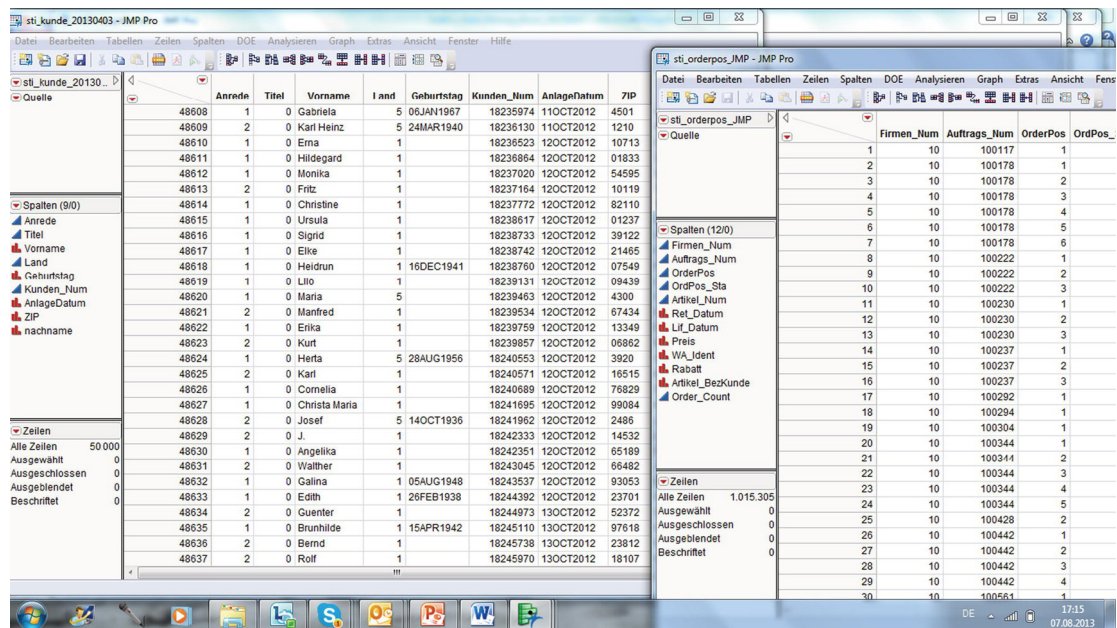 sti_kunde_20130403 - JMP Pro
Datei Bearbeiten Tabellen Zeilen Spalten DOE Analysieren Graph Extras Ansicht Fenster Hilfe
sti_kunde_20130..
Quelle
Anrede Titel Vorname Land Geburtstag Kunden_Num AnlageDatum ZIP
48608 1 0 Gabriela 5 06JAN1967 18235974 11OCT2012 4501
48609 2 0 Karl Heinz 5 24MAR1940 18236130 11OCT2012 1210
48610 1 0 Erna 1 18236523 12OCT2012 10713
48611 1 0 Hildegard 1 18236864 12OCT2012 01833
48612 1 0 Monika 1 18237020 12OCT2012 54595
48613 2 0 Fritz 1 18237164 12OCT2012 10119
48614 1 0 Christine 1 18237772 12OCT2012 82110
48615 1 0 Ursula 1 18238617 12OCT2012 01237
48616 1 0 Sigrid 1 18238733 12OCT2012 39122
48617 1 0 Elke 1 18238742 12OCT2012 21465
48618 1 0 Heidrun 1 16DEC1941 18238760 12OCT2012 07549
48619 1 0 Lilo 1 18239131 12OCT2012 09439
48620 1 0 Maria 5 18239463 12OCT2012 4300
48621 2 0 Manfred 1 18239534 12OCT2012 67434
48622 1 0 Erika 1 18239759 12OCT2012 13349
48623 2 0 Kurt 1 18239857 12OCT2012 06862
48624 1 0 Herta 5 28AUG1956 18240553 12OCT2012 3920
48625 2 0 Karl 1 18240571 12OCT2012 16515
48626 1 0 Cornelia 1 18240689 12OCT2012 76829
48627 1 0 Christa Maria 1 18241695 12OCT2012 99084
48628 2 0 Josef 5 14OCT1936 18241962 12OCT2012 2486
48629 2 0 J. 1 18242333 12OCT2012 14532
48630 1 0 Angelika 1 18242351 12OCT2012 65189
48631 2 0 Walther 1 18243045 12OCT2012 66482
48632 1 0 Galina 1 05AUG1948 18243537 12OCT2012 93053
48633 1 0 Edith 1 26FEB1938 18244392 12OCT2012 23701
48634 2 0 Guenter 1 18244973 13OCT2012 52372
48635 1 0 Brunhilde 1 15APR1942 18245110 13OCT2012 97618
48636 2 0 Bernd 1 18245738 13OCT2012 23812
48637 2 0 Rolf 1 18245970 13OCT2012 18107
Spalten (9/0)
Anrede
Titel
Vorname
Land
Geburtstag
Kunden_Num
AnlageDatum
ZIP
nachname
Zeilen
Alle Zeilen 50 000
Ausgewählt 0
Ausgeschlossen 0
Ausgeblendet 0
Beschriftet 0
sti_orderpos_JMP - JMP Pro
Datei Bearbeiten Tabellen Zeilen Spalten DOE Analysieren Graph Extras Ansicht Fens
sti_orderpos_JMP
Quelle
Firmen_Num Auftrags_Num OrderPos OrdPos_
1 10 100117 1
2 10 100178 1
3 10 100178 2
4 10 100178 3
5 10 100178 4
6 10 100178 5
7 10 100178 6
8 10 100222 1
9 10 100222 2
10 10 100222 3
11 10 100230 1
12 10 100230 2
13 10 100230 3
14 10 100237 1
15 10 100237 2
16 10 100237 3
17 10 100292 1
18 10 100294 1
19 10 100304 1
20 10 100344 1
21 10 100344 2
22 10 100344 3
23 10 100344 4
24 10 100344 5
25 10 100428 2
26 10 100442 1
27 10 100442 2
28 10 100442 3
29 10 100442 4
30 10 100561 1
Spalten (12/0)
Firmen_Num
Auftrags_Num
OrderPos
OrdPos_Sta
Artikel_Num
Ret_Datum
Lif_Datum
Preis
WA_Ident
Rabatt
Artikel_BezKunde
Order_Count
Zeilen
Alle Zeilen 1.015.305
Ausgewählt 0
Ausgeschlossen 0
Ausgeblendet 0
Beschriftet 0
DE
17:15
07.08.2013